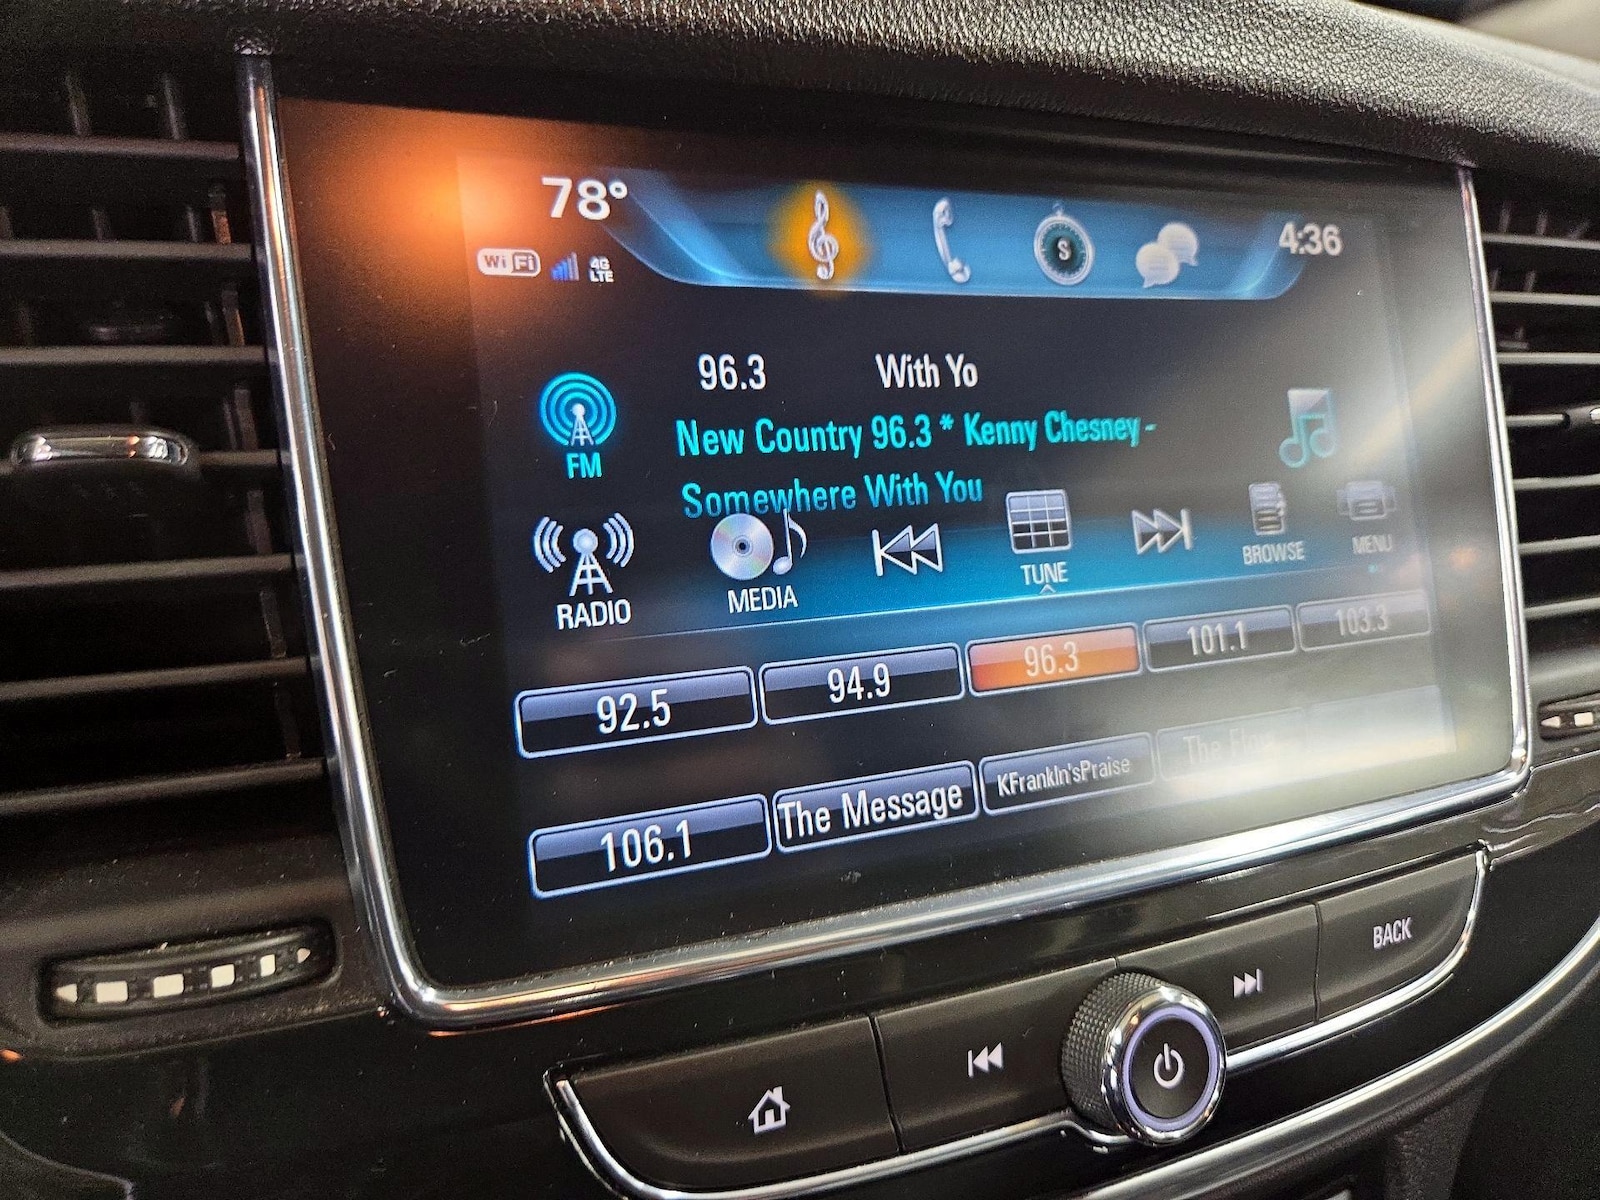 78°
4:36
WiFi
4G
LTE
S
96.3 With Yo
New Country 96.3 * Kenny Chesney -
Somewhere With You
FM
RADIO
MEDIA
TUNE
BROWSE
MENU
92.5
94.9
96.3
101.1
103.3
106.1
The Message
KFrankln'sPraise
The
BACK